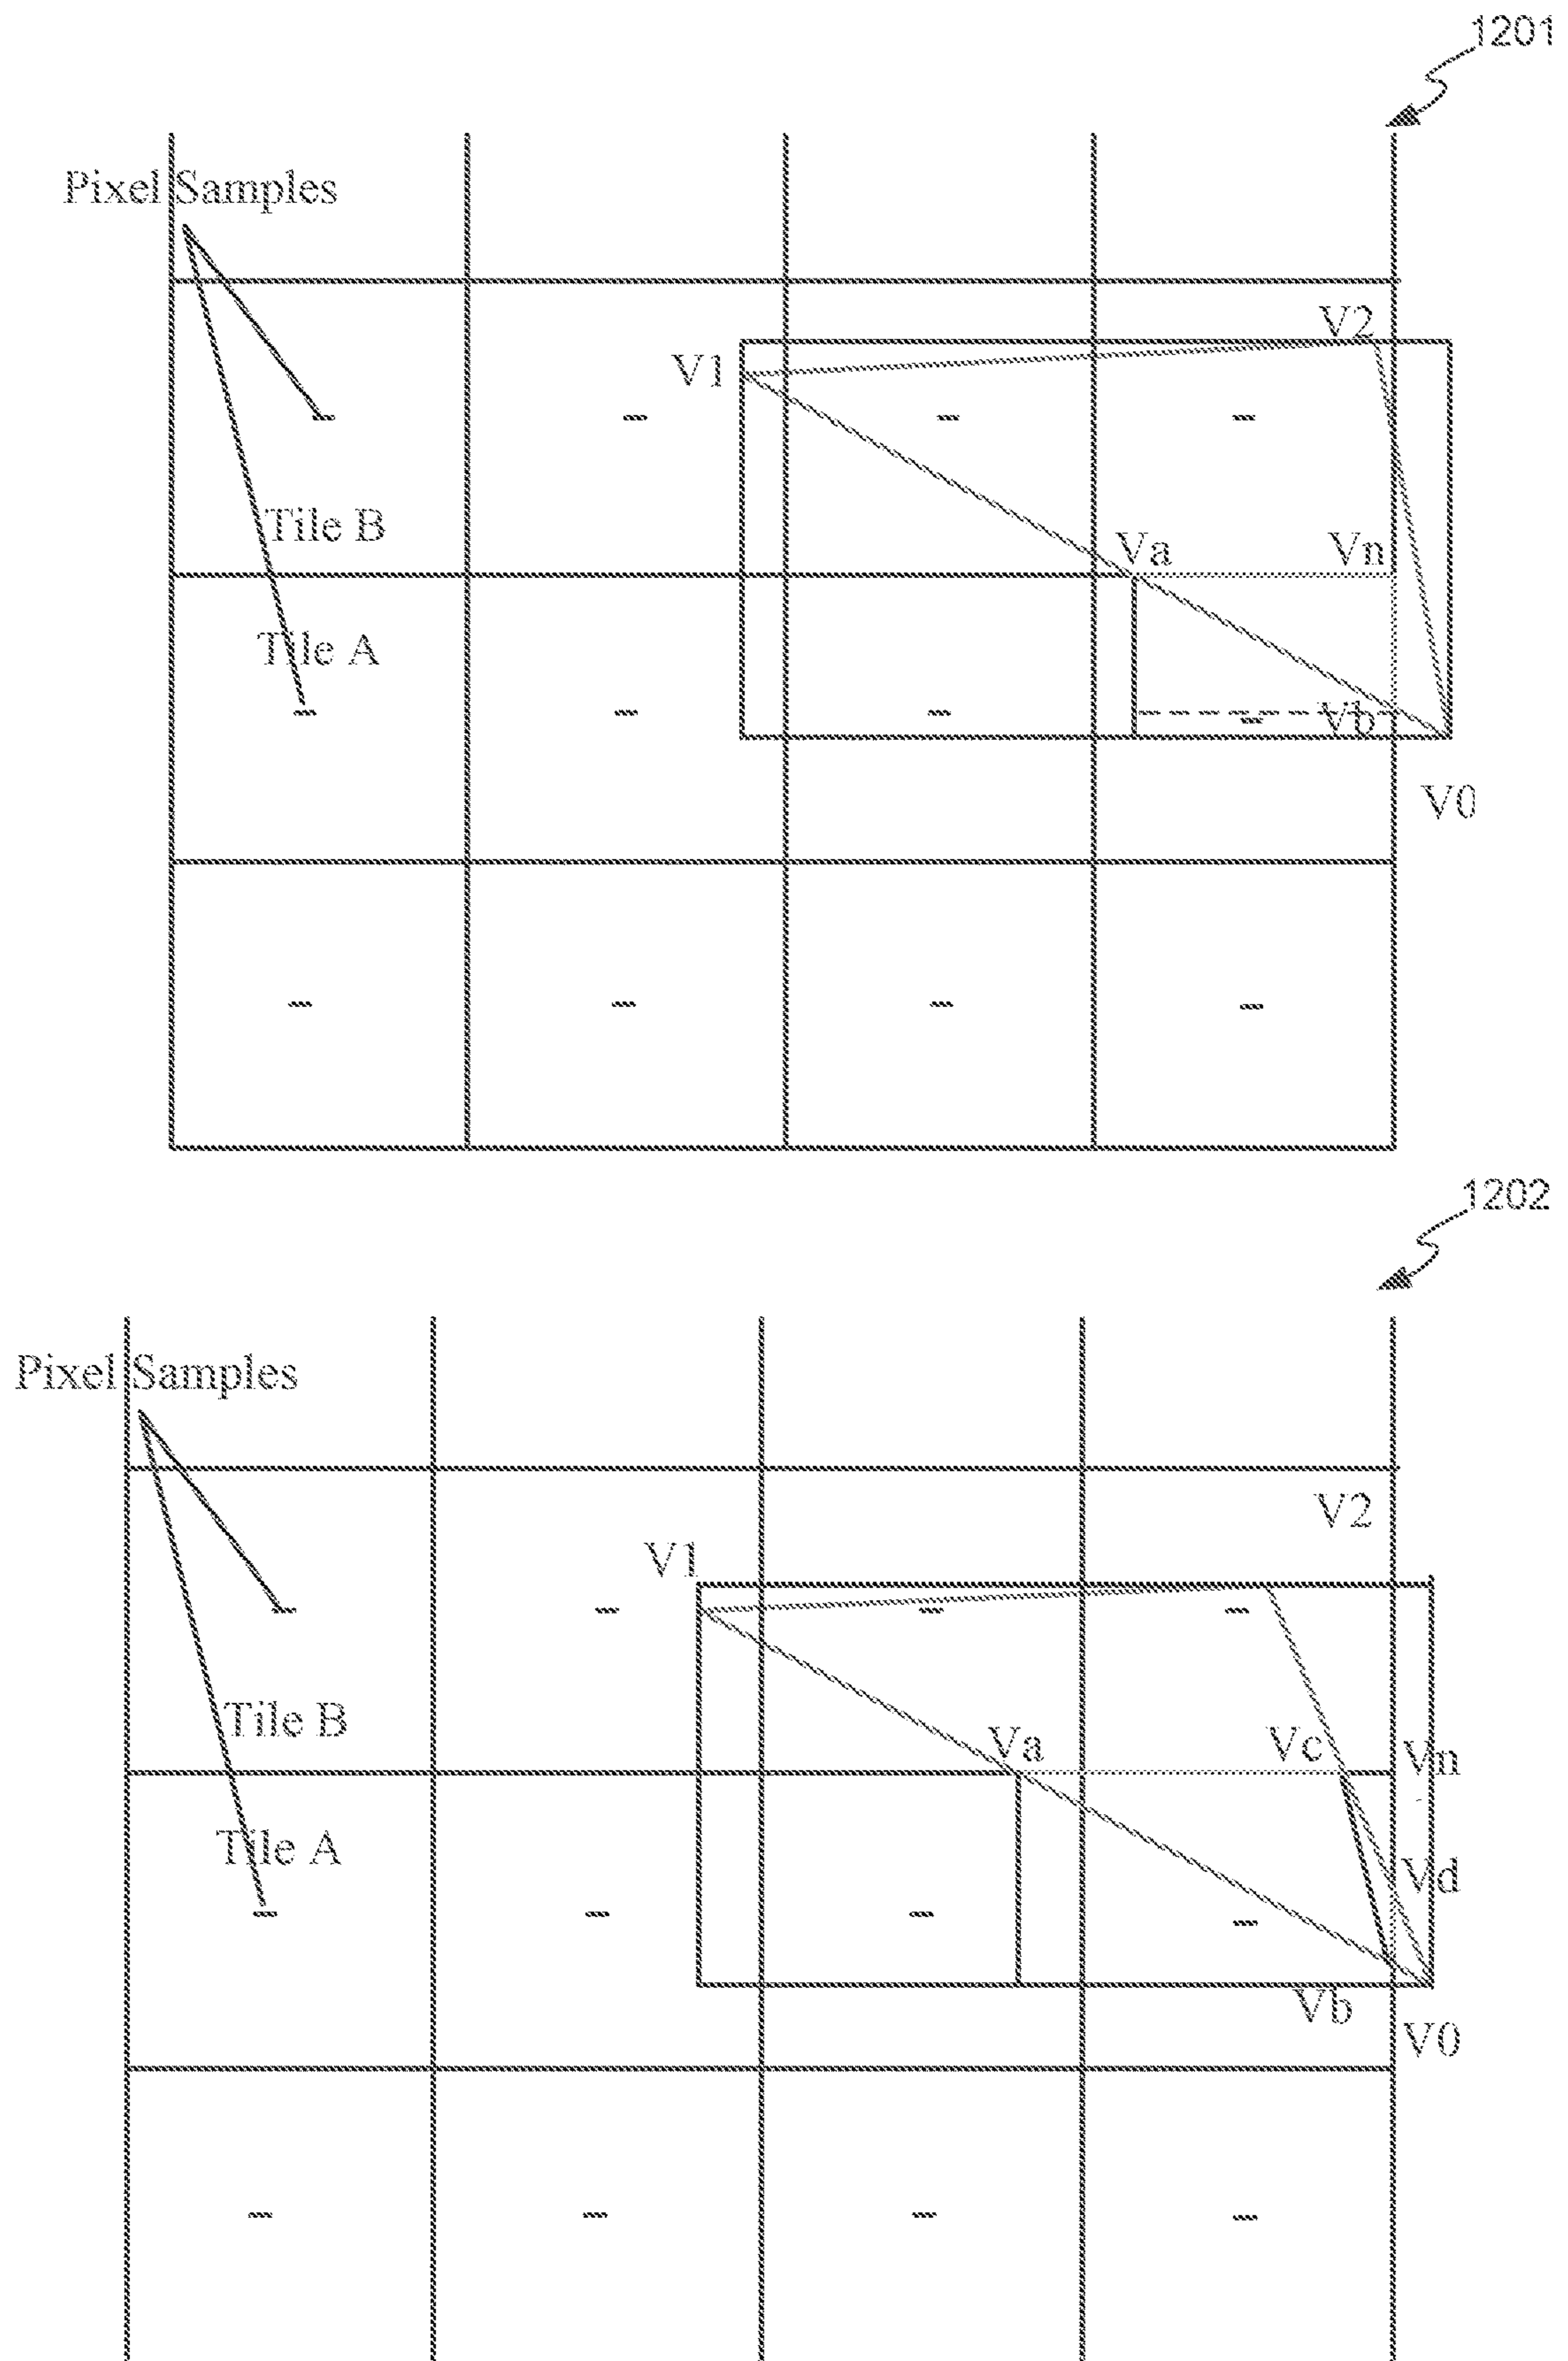 1201
Pixel Samples
V2
V1
Tile B
Va
Vn
Tile A
Vb
V0
1202
Pixel Samples
V2
V1
Tile B
Va
Vc
Vn
Tile A
Vd
Vb
V0